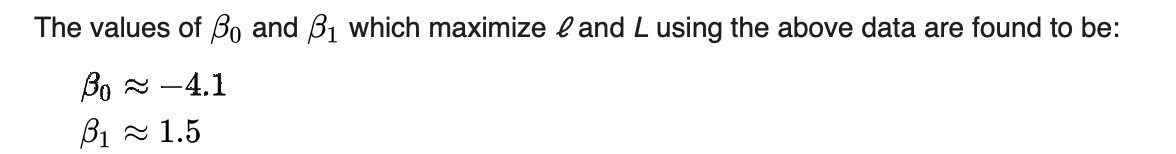 The values of β₀ and β₁ which maximize ℓ and L using the above data are found to be:
β₀ ≈ −4.1
β₁ ≈ 1.5